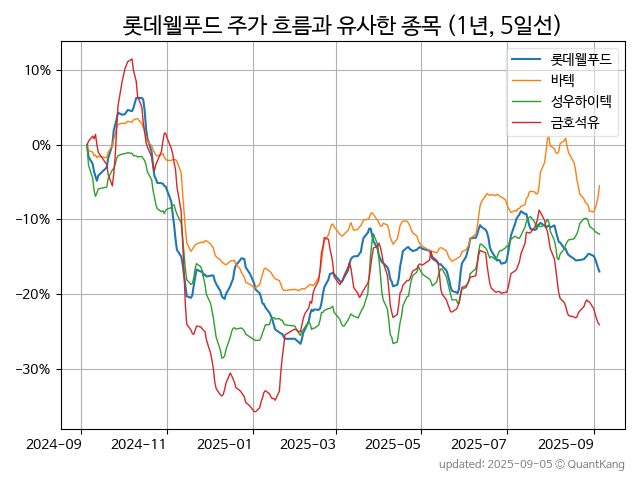 롯데웰푸드 주가 흐름과 유사한 종목 (1년, 5일선)
롯데웰푸드
바텍
성우하이텍
금호석유
10%
0%
−10%
−20%
−30%
2024-09 2024-11 2025-01 2025-03 2025-05 2025-07 2025-09
updated: 2025-09-05 © QuantKang